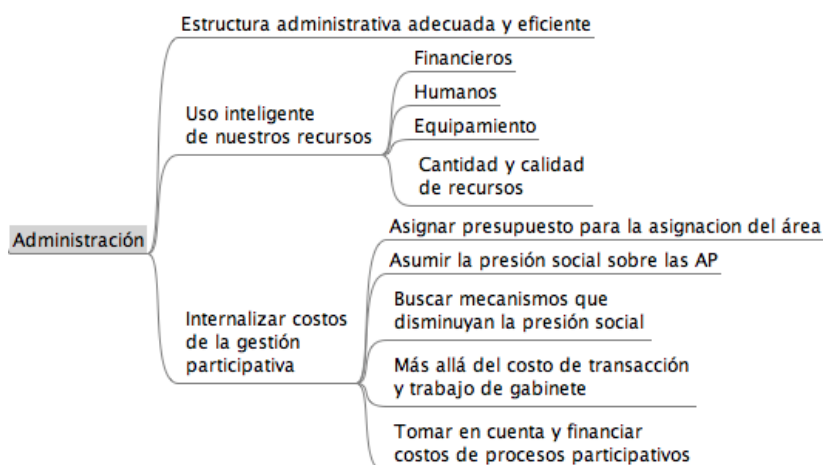 Estructura administrativa adecuada y eficiente
Financieros
Humanos
Uso inteligente
de nuestros recursos
Equipamiento
Cantidad y calidad
de recursos
Administración
Asignar presupuesto para la asignacion del área
Asumir la presión social sobre las AP
Internalizar costos
de la gestión
participativa
Buscar mecanismos que
disminuyan la presión social
Más allá del costo de transacción
y trabajo de gabinete
Tomar en cuenta y financiar
costos de procesos participativos